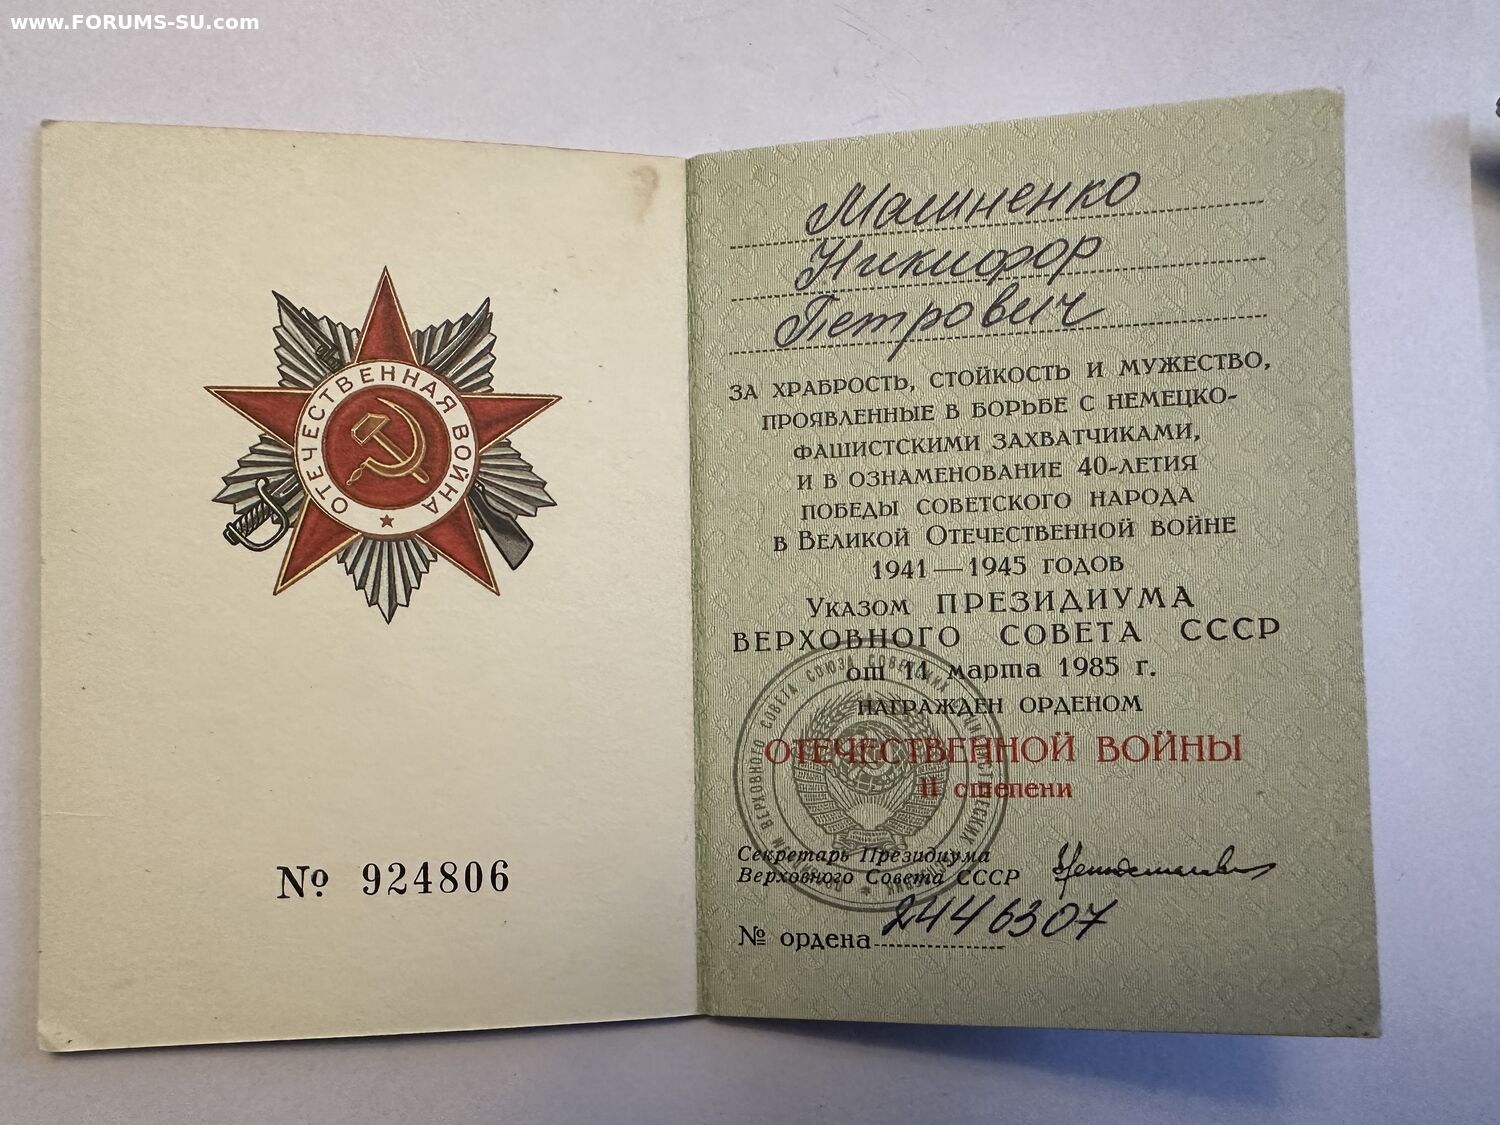 www.FORUMS-SU.com
ОТЕЧЕСТВЕННАЯ ВОЙНА
№ 924806
Малиненко
Никифор
Петрович
ЗА ХРАБРОСТЬ, СТОЙКОСТЬ И МУЖЕСТВО,
ПРОЯВЛЕННЫЕ В БОРЬБЕ С НЕМЕЦКО-
ФАШИСТСКИМИ ЗАХВАТЧИКАМИ,
И В ОЗНАМЕНОВАНИЕ 40-ЛЕТИЯ
ПОБЕДЫ СОВЕТСКОГО НАРОДА
В ВЕЛИКОЙ ОТЕЧЕСТВЕННОЙ ВОЙНЕ
1941—1945 ГОДОВ
УКАЗОМ ПРЕЗИДИУМА
ВЕРХОВНОГО СОВЕТА СССР
от 11 марта 1985 г.
НАГРАЖДЕН ОРДЕНОМ
ОТЕЧЕСТВЕННОЙ ВОЙНЫ
II степени
Секретарь Президиума
Верховного Совета СССР
№ ордена 2446307